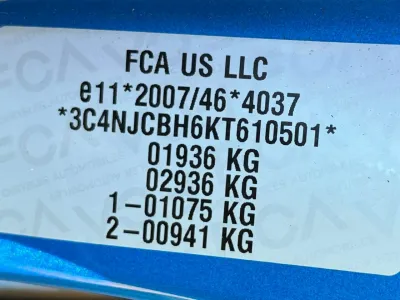 FCA US LLC
e11*2007/46*4037
*3C4NJCBH6KT610501*
01936 KG
02936 KG
1-01075 KG
2-00941 KG